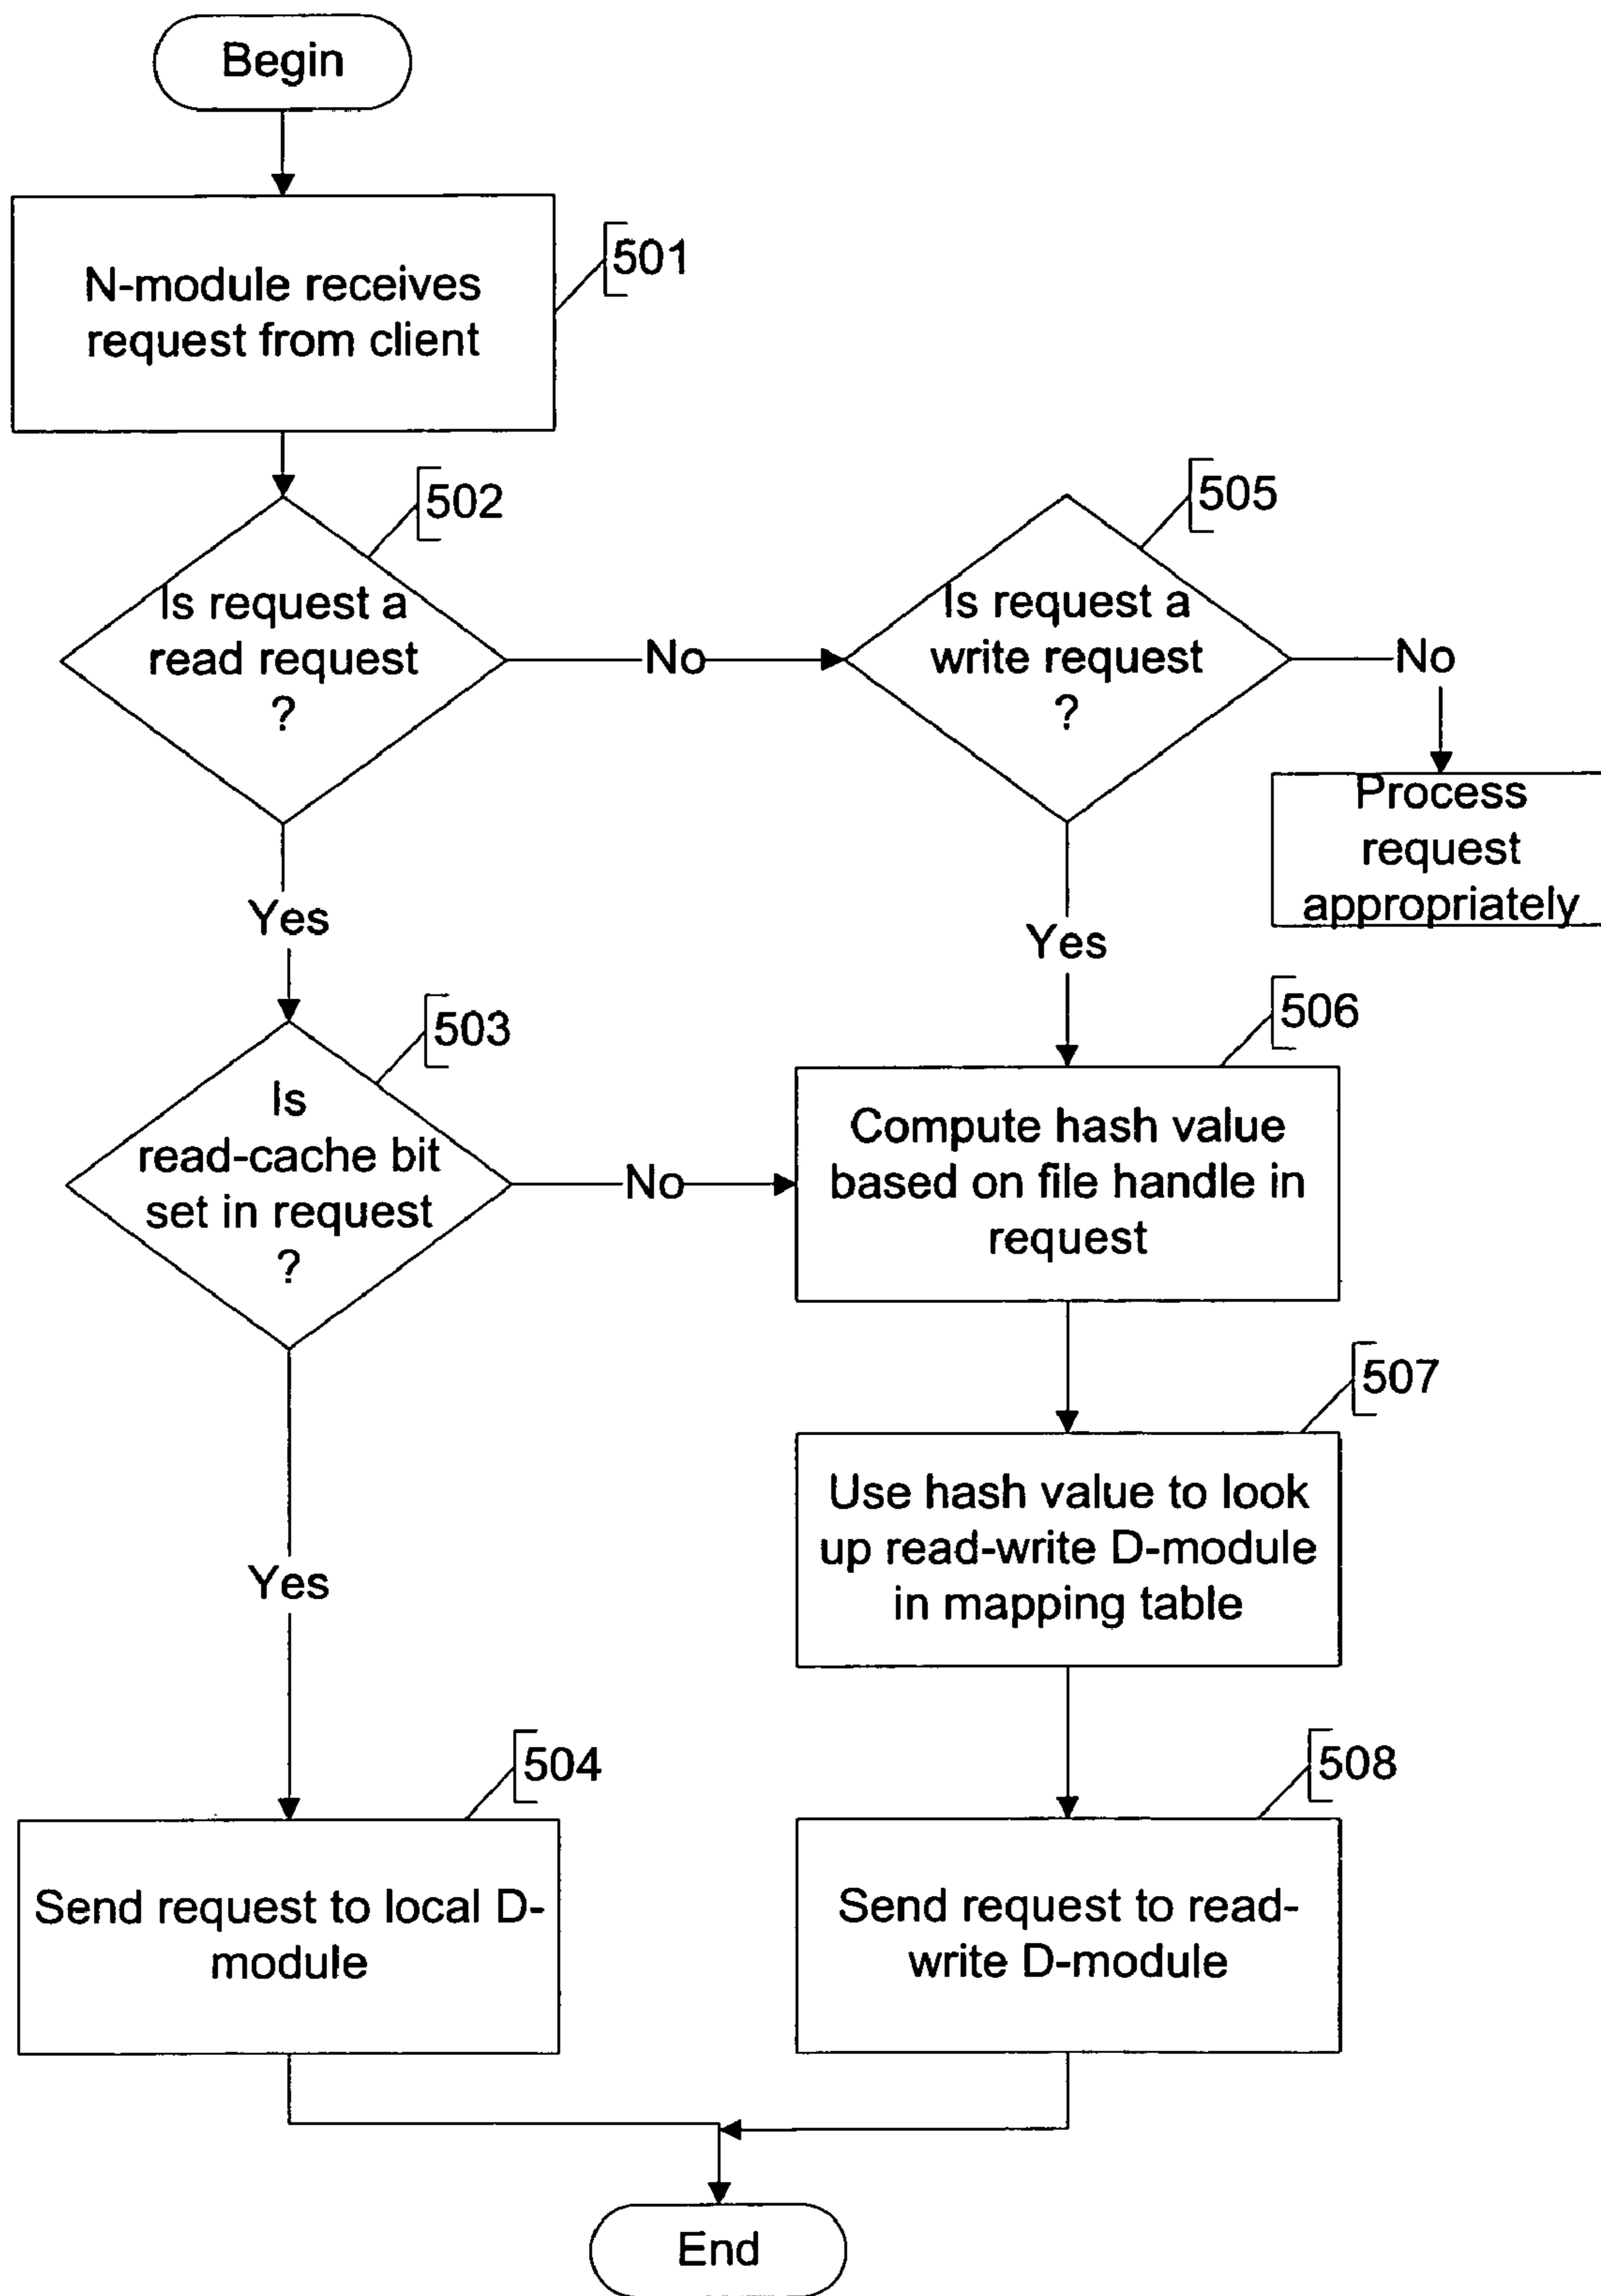 Begin
N-module receives
request from client
501
502
Is request a
read request
?
No
505
Is request a
write request
?
No
Process
request
appropriately
Yes
Yes
503
Is
read-cache bit
set in request
?
No
506
Compute hash value
based on file handle in
request
507
Use hash value to look
up read-write D-module
in mapping table
Yes
504
Send request to local D-
module
508
Send request to read-
write D-module
End